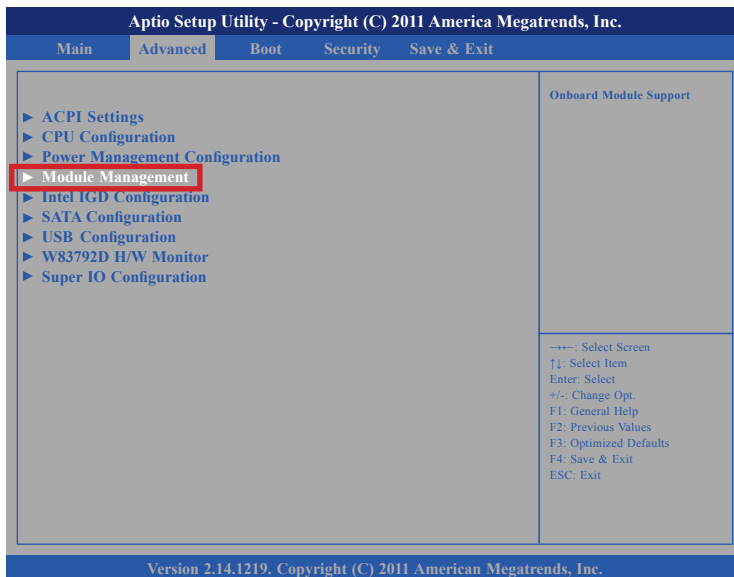 Aptio Setup Utility - Copyright (C) 2011 America Megatrends, Inc.
Main Advanced Boot Security Save & Exit
► ACPI Settings
► CPU Configuration
► Power Management Configuration
► Module Management
► Intel IGD Configuration
► SATA Configuration
► USB Configuration
► W83792D H/W Monitor
► Super IO Configuration
Onboard Module Support
→←: Select Screen
↑↓: Select Item
Enter: Select
+/-: Change Opt.
F1: General Help
F2: Previous Values
F3: Optimized Defaults
F4: Save & Exit
ESC: Exit
Version 2.14.1219. Copyright (C) 2011 American Megatrends, Inc.